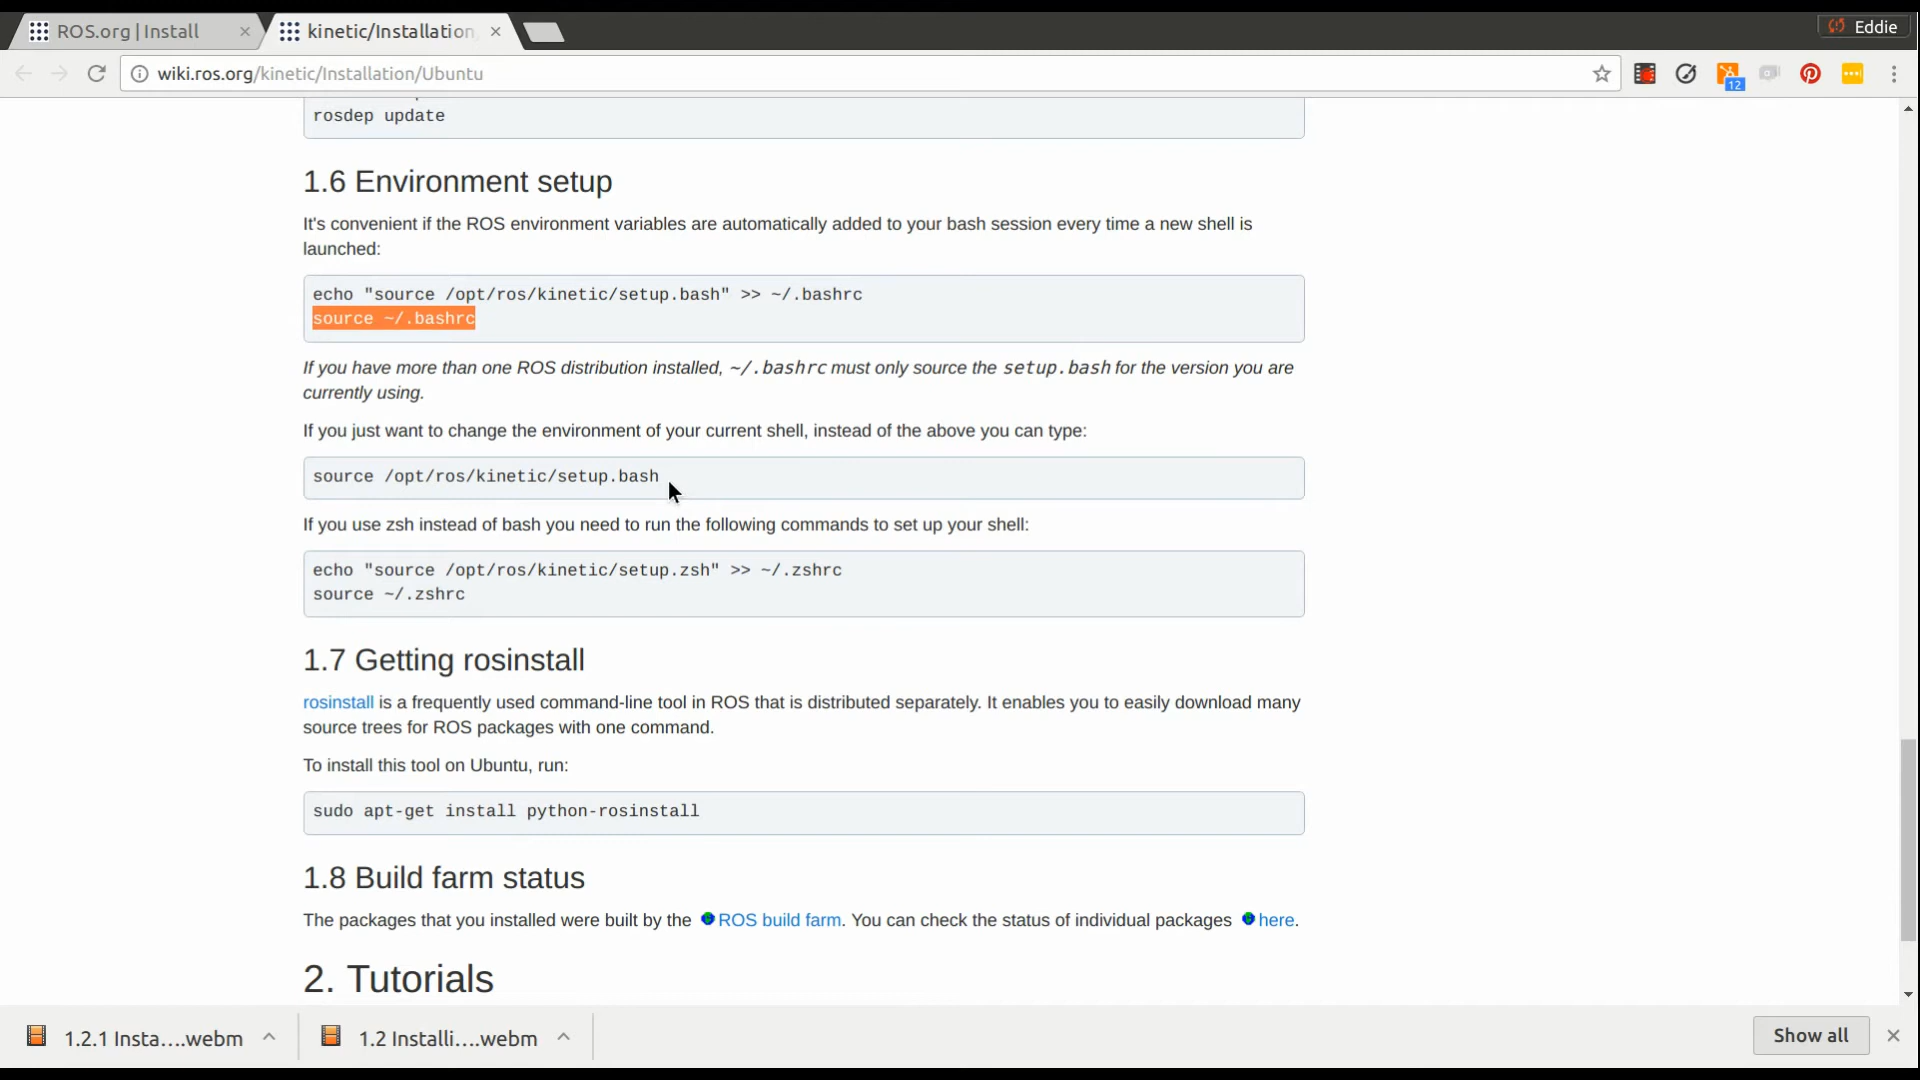 ROS.org | Install
kinetic/Installation
Eddie
wiki.ros.org/kinetic/Installation/Ubuntu
12
rosdep update
1.6 Environment setup
It's convenient if the ROS environment variables are automatically added to your bash session every time a new shell is
launched:
echo "source /opt/ros/kinetic/setup.bash" >> ~/.bashrc
source ~/.bashrc
If you have more than one ROS distribution installed, ~/.bashrc must only source the setup.bash for the version you are
currently using.
If you just want to change the environment of your current shell, instead of the above you can type:
source /opt/ros/kinetic/setup.bash
If you use zsh instead of bash you need to run the following commands to set up your shell:
echo "source /opt/ros/kinetic/setup.zsh" >> ~/.zshrc
source ~/.zshrc
1.7 Getting rosinstall
rosinstall is a frequently used command-line tool in ROS that is distributed separately. It enables you to easily download many
source trees for ROS packages with one command.
To install this tool on Ubuntu, run:
sudo apt-get install python-rosinstall
1.8 Build farm status
The packages that you installed were built by the ROS build farm. You can check the status of individual packages here.
2. Tutorials
1.2.1 Insta....webm
1.2 Installi....webm
Show all